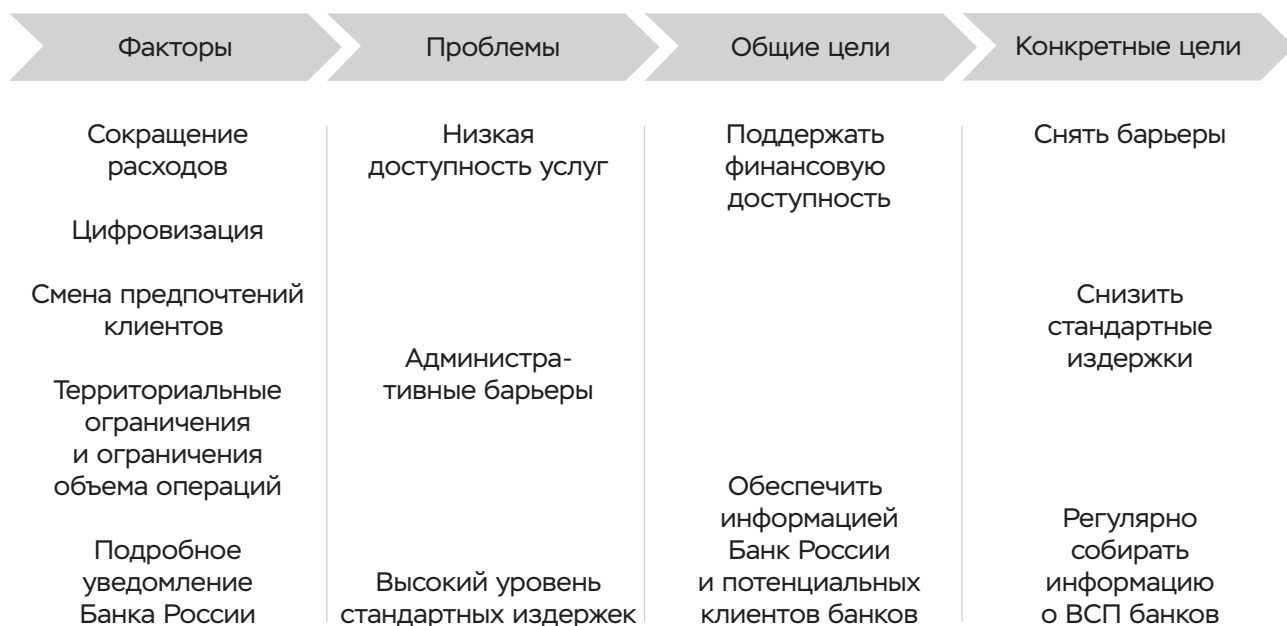 Факторы
Проблемы
Общие цели
Конкретные цели
Сокращение
расходов
Цифровизация
Смена предпочтений
клиентов
Территориальные
ограничения
и ограничения
объема операций
Подробное
уведомление
Банка России
Низкая
доступность услуг
Администра-
тивные барьеры
Высокий уровень
стандартных издержек
Поддержать
финансовую
доступность
Обеспечить
информацией
Банк России
и потенциальных
клиентов банков
Снять барьеры
Снизить
стандартные
издержки
Регулярно
собирать
информацию
о ВСП банков